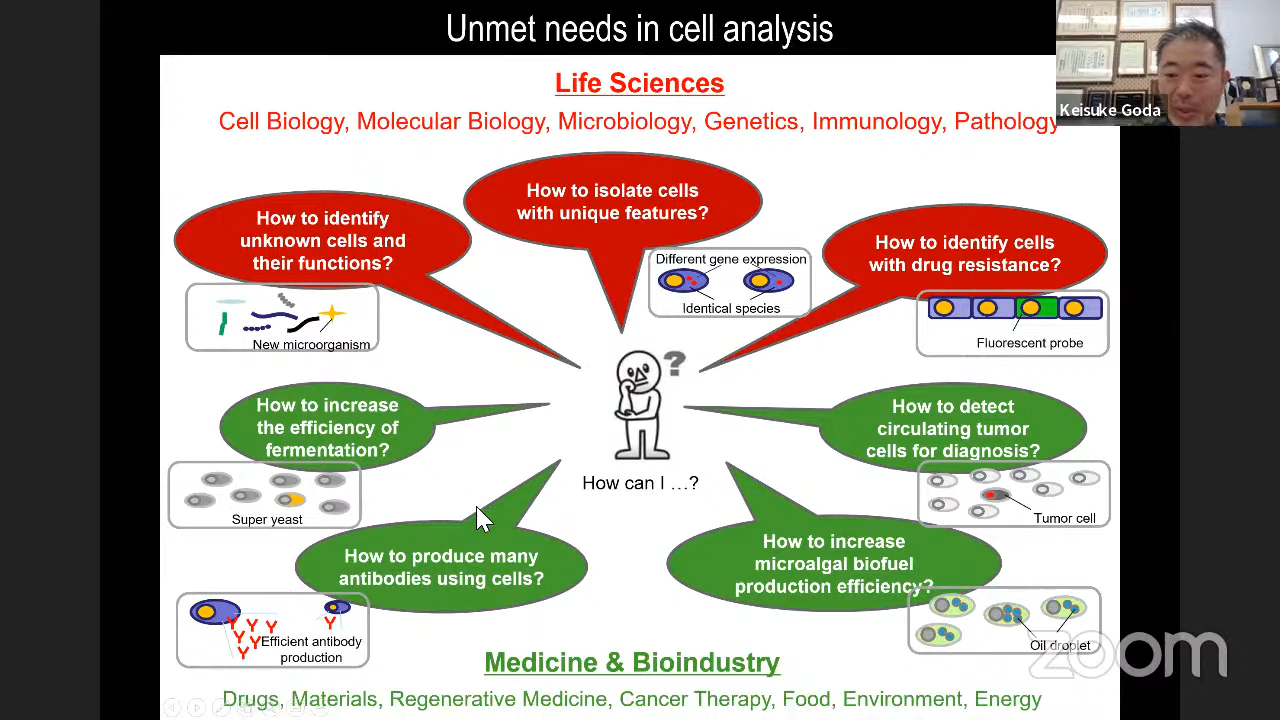 Unmet needs in cell analysis
Keisuke Goda
Life Sciences
Cell Biology, Molecular Biology, Microbiology, Genetics, Immunology, Pathology
How to isolate cells
with unique features?
How to identify
unknown cells and
their functions?
How to identify cells
with drug resistance?
Different gene expression
Identical species
New microorganism
Fluorescent probe
?
How to increase
the efficiency of
fermentation?
How to detect
circulating tumor
cells for diagnosis?
Super yeast
How can I ...?
Tumor cell
How to produce many
antibodies using cells?
How to increase
microalgal biofuel
production efficiency?
Efficient antibody
production
Oil droplet
zoom
Medicine & Bioindustry
Drugs, Materials, Regenerative Medicine, Cancer Therapy, Food, Environment, Energy